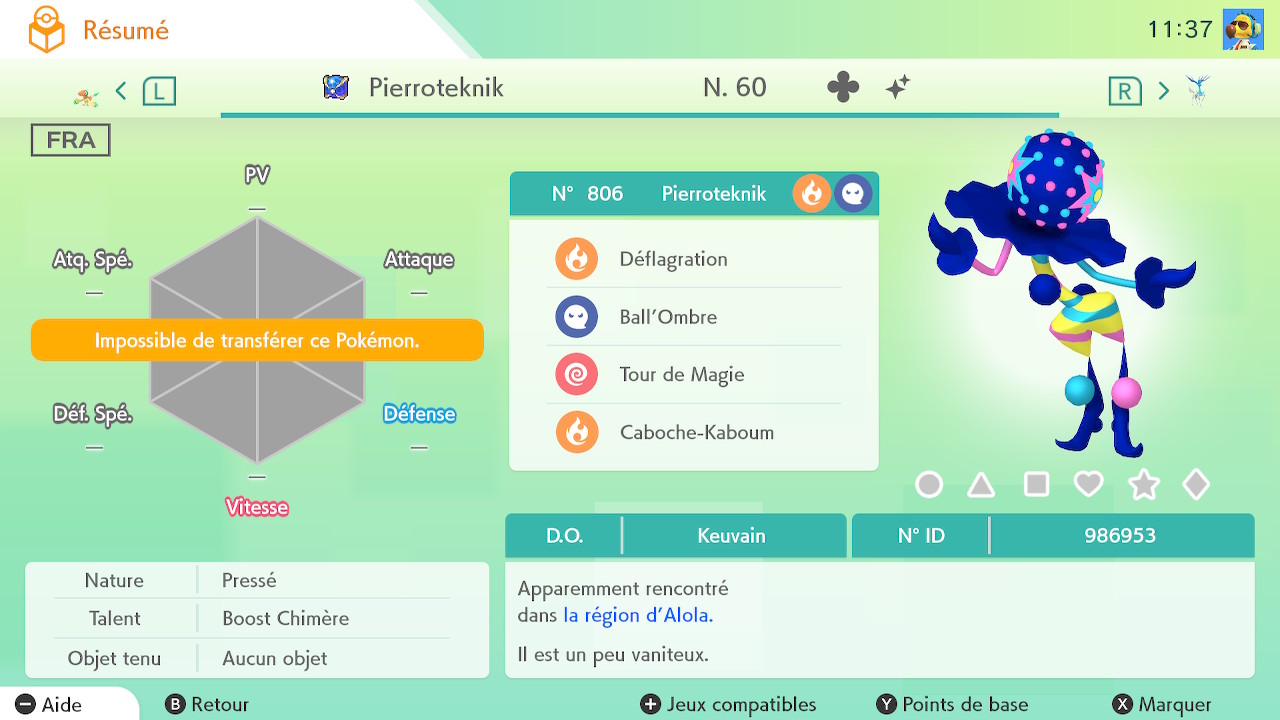 Résumé
11:37
L
Pierroteknik
N. 60
R
FRA
PV
—
Atq. Spé.
—
Attaque
—
Impossible de transférer ce Pokémon.
Déf. Spé.
—
Défense
—
—
Vitesse
N° 806 Pierroteknik
Déflagration
Ball'Ombre
Tour de Magie
Caboche-Kaboum
D.O. Keuvain
N° ID 986953
Nature Pressé
Talent Boost Chimère
Objet tenu Aucun objet
Apparemment rencontré
dans la région d'Alola.
Il est un peu vaniteux.
Aide
B Retour
Jeux compatibles
Y Points de base
X Marquer